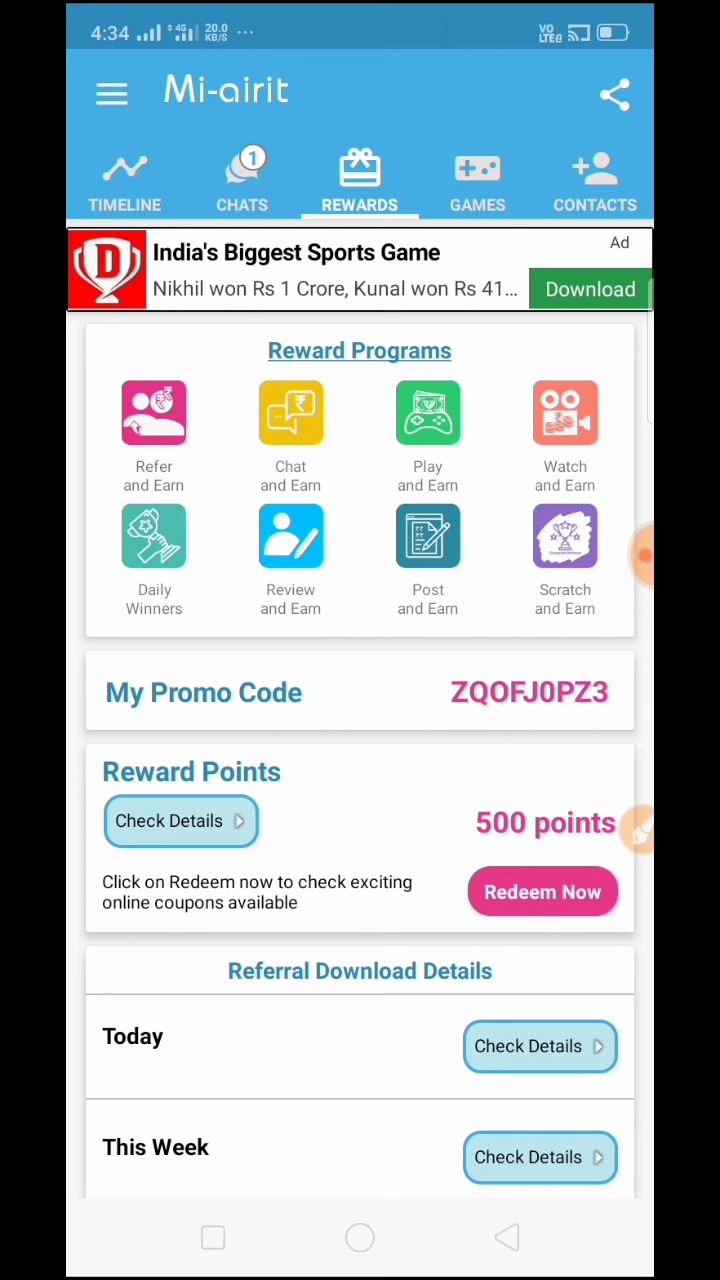 4:34 4G 20.0 KB/S ... VO LTE2
Mi-airit
1
TIMELINE CHATS REWARDS GAMES CONTACTS
D India's Biggest Sports Game Ad
Nikhil won Rs 1 Crore, Kunal won Rs 41... Download
Reward Programs
Refer and Earn
Chat and Earn
Play and Earn
Watch and Earn
Daily Winners
Review and Earn
Post and Earn
Scratch and Earn
My Promo Code ZQOFJ0PZ3
Reward Points
Check Details
500 points
Click on Redeem now to check exciting
online coupons available
Redeem Now
Referral Download Details
Today Check Details
This Week Check Details